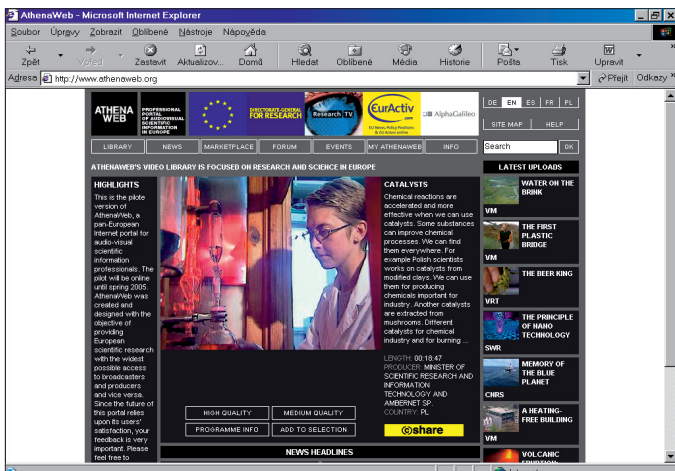 AthenaWeb - Microsoft Internet Explorer
Soubor Úpravy Zobrazit Oblíbené Nástroje Nápověda
Zpět Vpřed Zastavit Aktualizov... Domů Hledat Oblíbené Média Historie Pošta Tisk Upravit
Adresa http://www.athenaweb.org Přejít Odkazy
ATHENA WEB
PROFESSIONAL
PORTAL
OF AUDIOVISUAL
SCIENTIFIC
INFORMATION
IN EUROPE
DIRECTORATE-GENERAL
FOR RESEARCH
Research TV
EurActiv
EU News, Policy Positions
& EU Actors online
AlphaGalileo
DE EN ES FR PL
SITE MAP HELP
LIBRARY NEWS MARKETPLACE FORUM EVENTS MY ATHENAWEB INFO
Search OK
ATHENAWEB'S VIDEO LIBRARY IS FOCUSED ON RESEARCH AND SCIENCE IN EUROPE
HIGHLIGHTS
This is the pilote
version of
AthenaWeb, a
pan-European
Internet portal for
audio-visual
scientific
information
professionals. The
pilot will be online
until spring 2005.
AthenaWeb was
created and
designed with the
objective of
providing
European
scientific research
with the widest
possible access
to broadcasters
and producers
and vice versa.
Since the future of
this portal relies
upon its users'
satisfaction, your
feedback is very
important. Please
feel free to
HIGH QUALITY MEDIUM QUALITY
PROGRAMME INFO ADD TO SELECTION
CATALYSTS
Chemical reactions are
accelerated and more
effective when we can use
catalysts. Some substances
can improve chemical
processes. We can find
them everywhere. For
example Polish scientists
works on catalysts from
modified clays. We can use
them for producing
chemicals important for
industry. Another catalysts
are extracted from
mushrooms. Different
catalysts for chemical
industry and for burning ...
LENGTH: 00:18:47
PRODUCER: MINISTER OF
SCIENTIFIC RESEARCH AND
INFORMATION
TECHNOLOGY AND
AMBERNET SP.
COUNTRY: PL
©share
NEWS HEADLINES
LATEST UPLOADS
WATER ON THE
BRINK
VM
THE FIRST
PLASTIC
BRIDGE
VM
THE BEER KING
VRT
THE PRINCIPLE
OF NANO
TECHNOLOGY
SWR
MEMORY OF
THE BLUE
PLANET
CNRS
A HEATING-
FREE BUILDING
VM
VOLCANIC